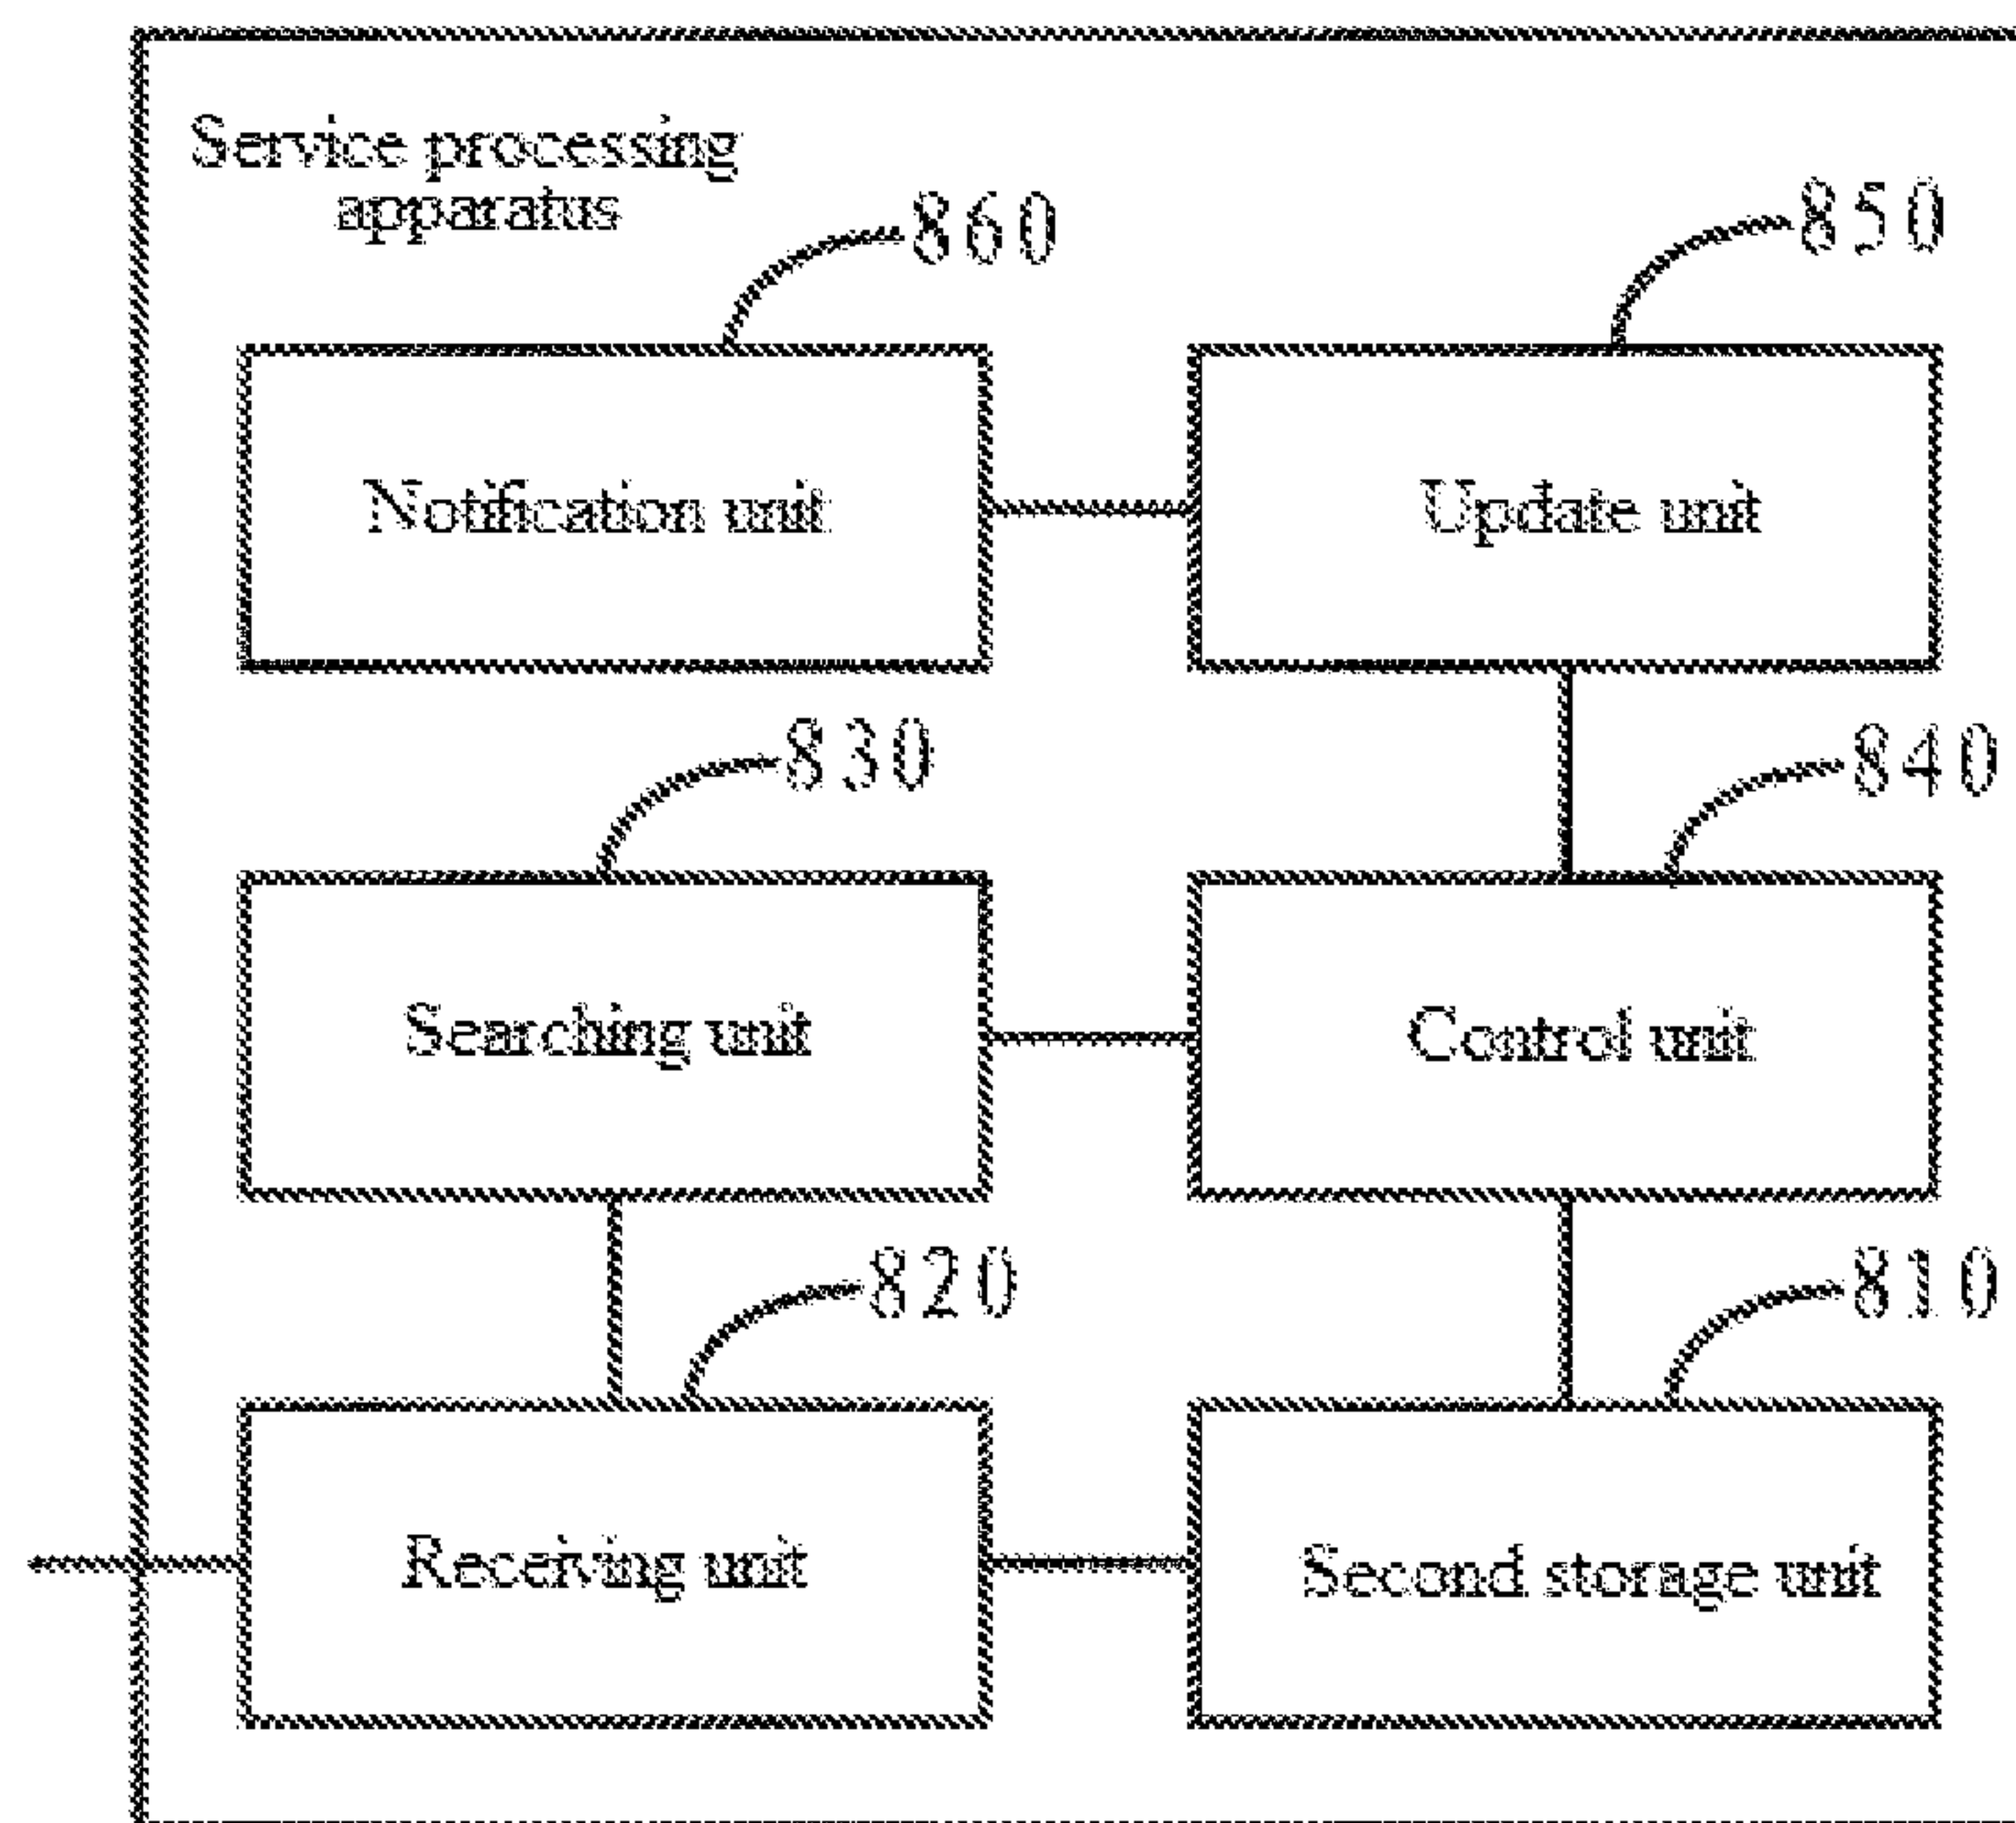 Service processing
apparatus
860
850
Notification unit
Update unit
830
840
Searching unit
Control unit
820
810
Receiving unit
Second storage unit